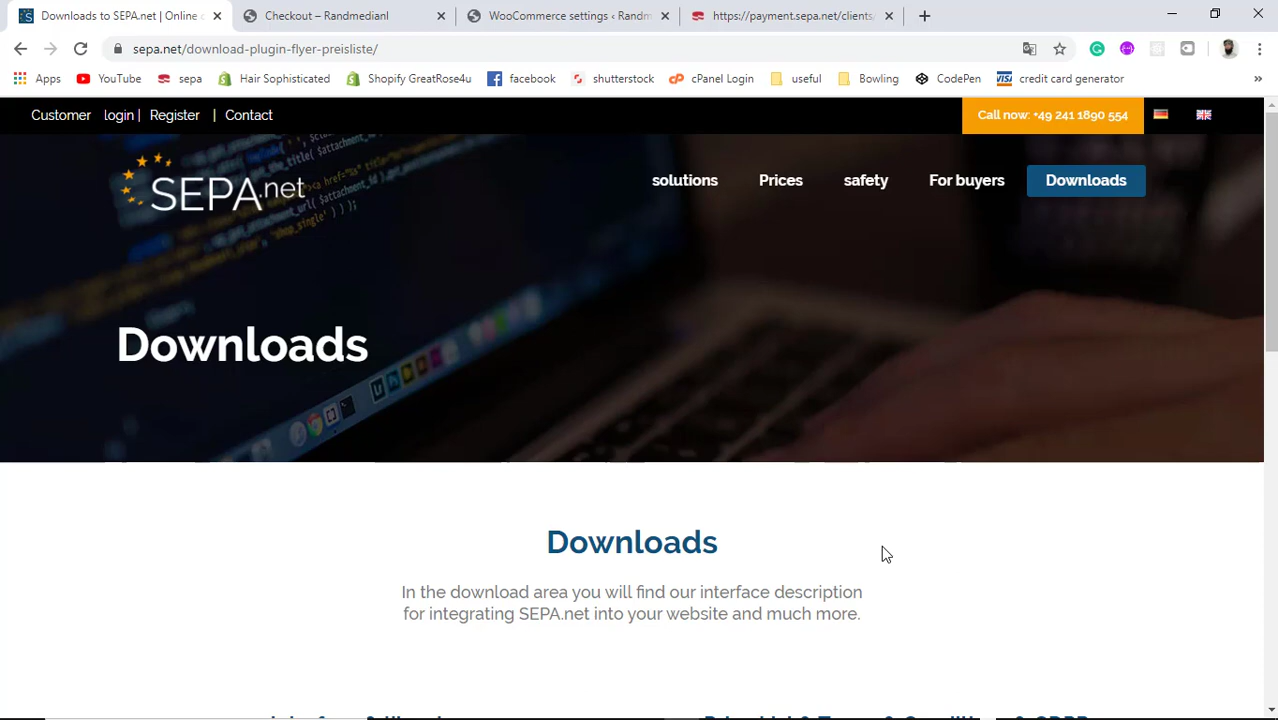 Downloads to SEPA.net | Online
Checkout – Randmedianl
WooCommerce settings ‹ Randm
https://payment.sepa.net/clients/
sepa.net/download-plugin-flyer-preisliste/
Apps
YouTube
sepa
Hair Sophisticated
Shopify GreatRose4u
facebook
shutterstock
cPanel Login
useful
Bowling
CodePen
VISA
credit card generator
»
Customer login | Register | Contact
Call now: +49 241 1890 554
SEPA.net
solutions
Prices
safety
For buyers
Downloads
Downloads
Downloads
In the download area you will find our interface description
for integrating SEPA.net into your website and much more.